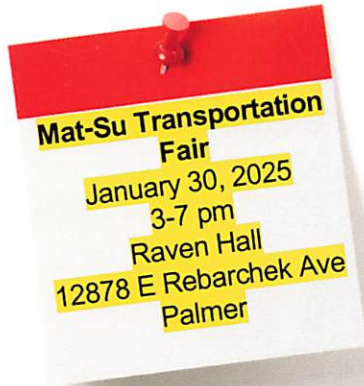 Mat-Su Transportation
Fair
January 30, 2025
3-7 pm
Raven Hall
12878 E Rebarchek Ave
Palmer